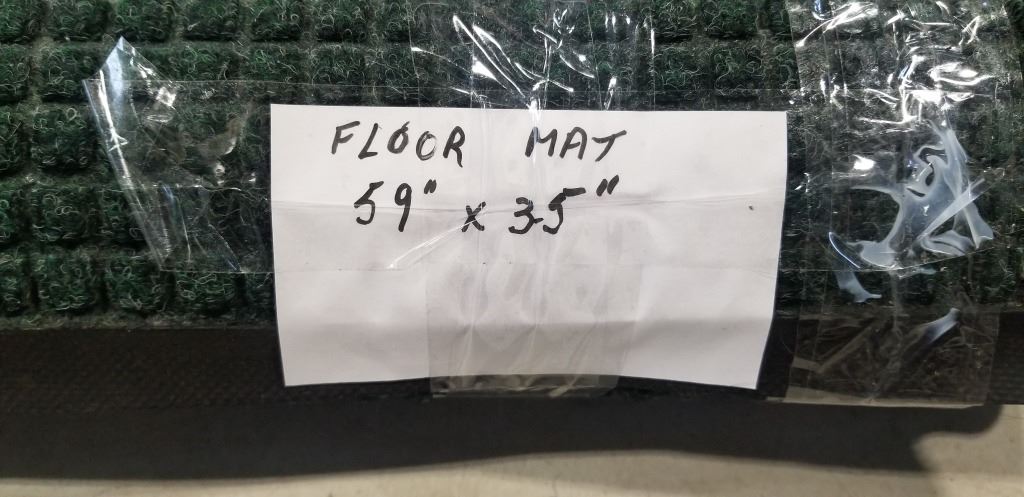 FLOOR MAT
59" x 35"